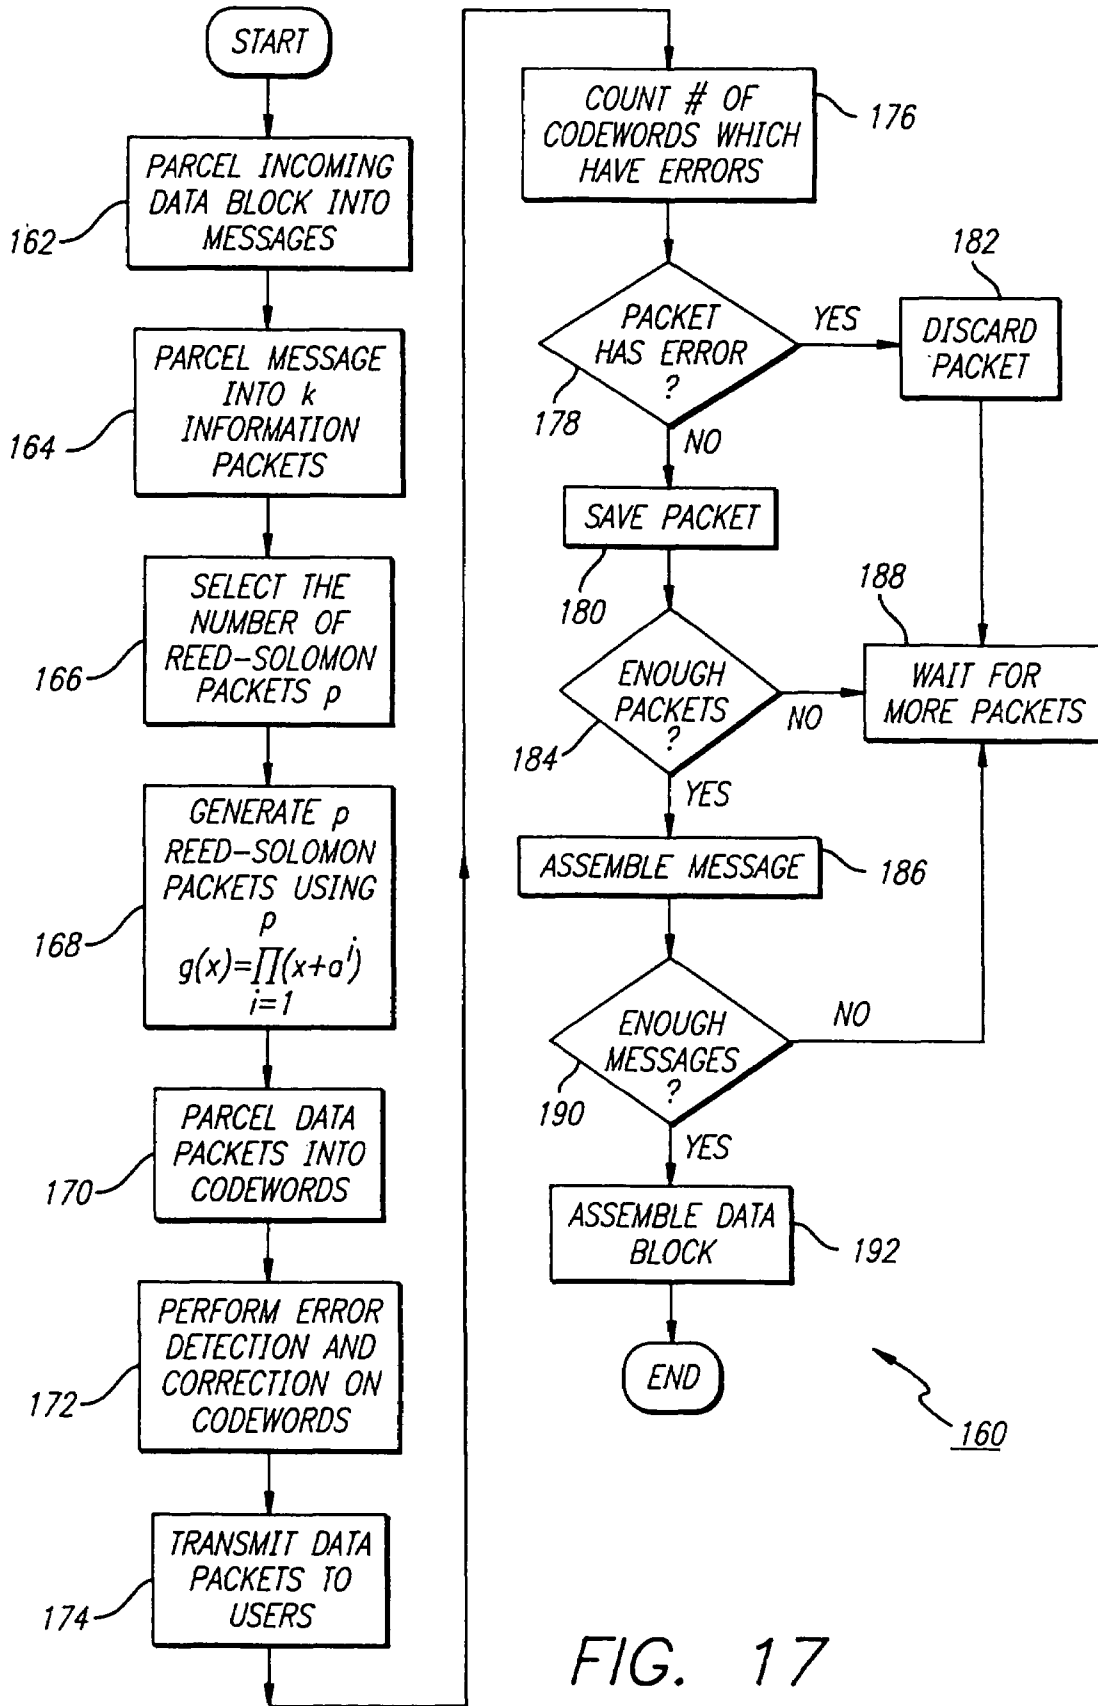 START
PARCEL INCOMING
DATA BLOCK INTO
MESSAGES
162
PARCEL MESSAGE
INTO k
INFORMATION
PACKETS
164
SELECT THE
NUMBER OF
REED-SOLOMON
PACKETS p
166
GENERATE p
REED-SOLOMON
PACKETS USING
p
g(x)=∏(x+a^i)
i=1
168
PARCEL DATA
PACKETS INTO
CODEWORDS
170
PERFORM ERROR
DETECTION AND
CORRECTION ON
CODEWORDS
172
TRANSMIT DATA
PACKETS TO
USERS
174
COUNT # OF
CODEWORDS WHICH
HAVE ERRORS
176
PACKET
HAS ERROR
?
178
YES
182
DISCARD
PACKET
NO
SAVE PACKET
180
ENOUGH
PACKETS
?
184
NO
188
WAIT FOR
MORE PACKETS
YES
ASSEMBLE MESSAGE
186
ENOUGH
MESSAGES
?
190
NO
YES
ASSEMBLE DATA
BLOCK
192
END
160
FIG. 17